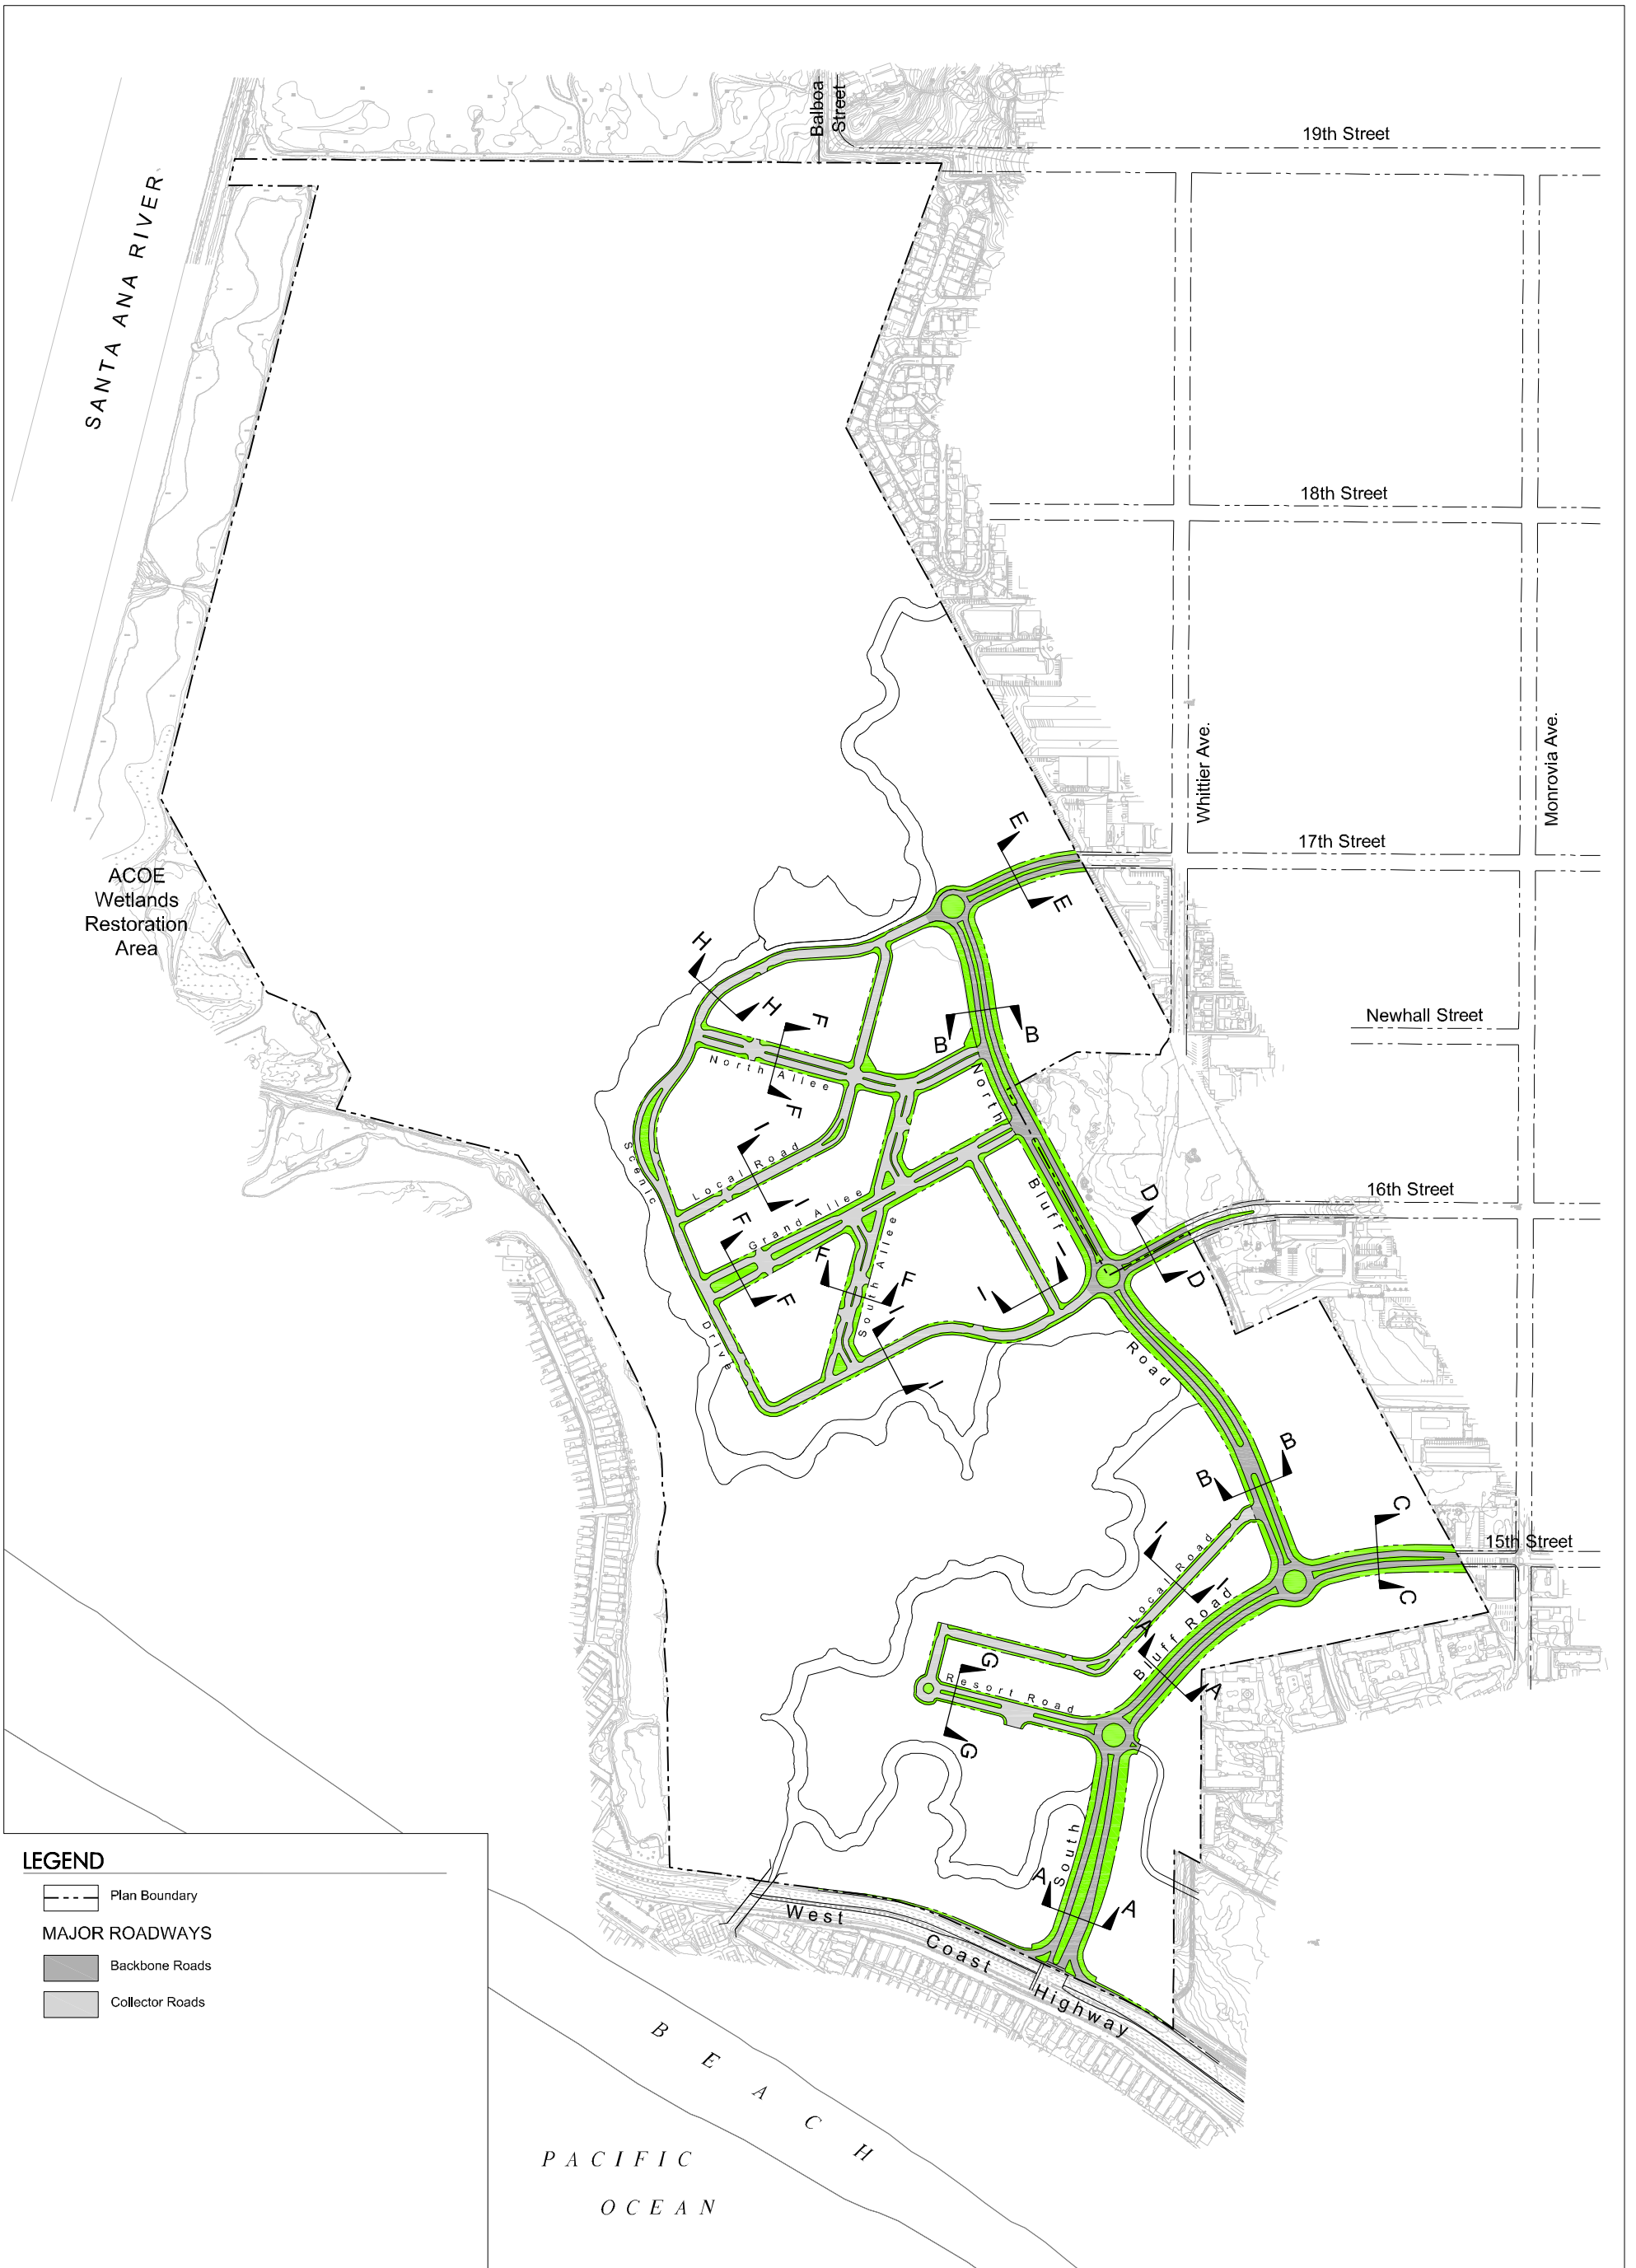 Balboa
Street
19th Street
SANTA ANA RIVER
18th Street
Whittier Ave.
Monrovia Ave.
17th Street
ACOE
Wetlands
Restoration
Area
E
E
H
H
F
F
B
B
Newhall Street
North Allee
North
Bluff
Road
I
I
Local Road
Scenic
Drive
Grand Allee
F
F
F
F
South Allee
I
I
I
I
16th Street
D
D
B
B
C
C
15th Street
I
I
Local Road
A
A
South
Bluff Road
G
G
Resort Road
A
A
West
Coast
Highway
LEGEND
Plan Boundary
MAJOR ROADWAYS
Backbone Roads
Collector Roads
BEACH
PACIFIC
OCEAN